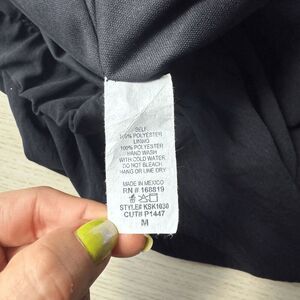 SELF
100% POLYESTER
LINING
100% POLYESTER
HAND WASH
WITH COLD WATER
DO NOT BLEACH
HANG OR LINE DRY
MADE IN MEXICO
RN # 168819
STYLE# KSK1030
CUT# P1447
M